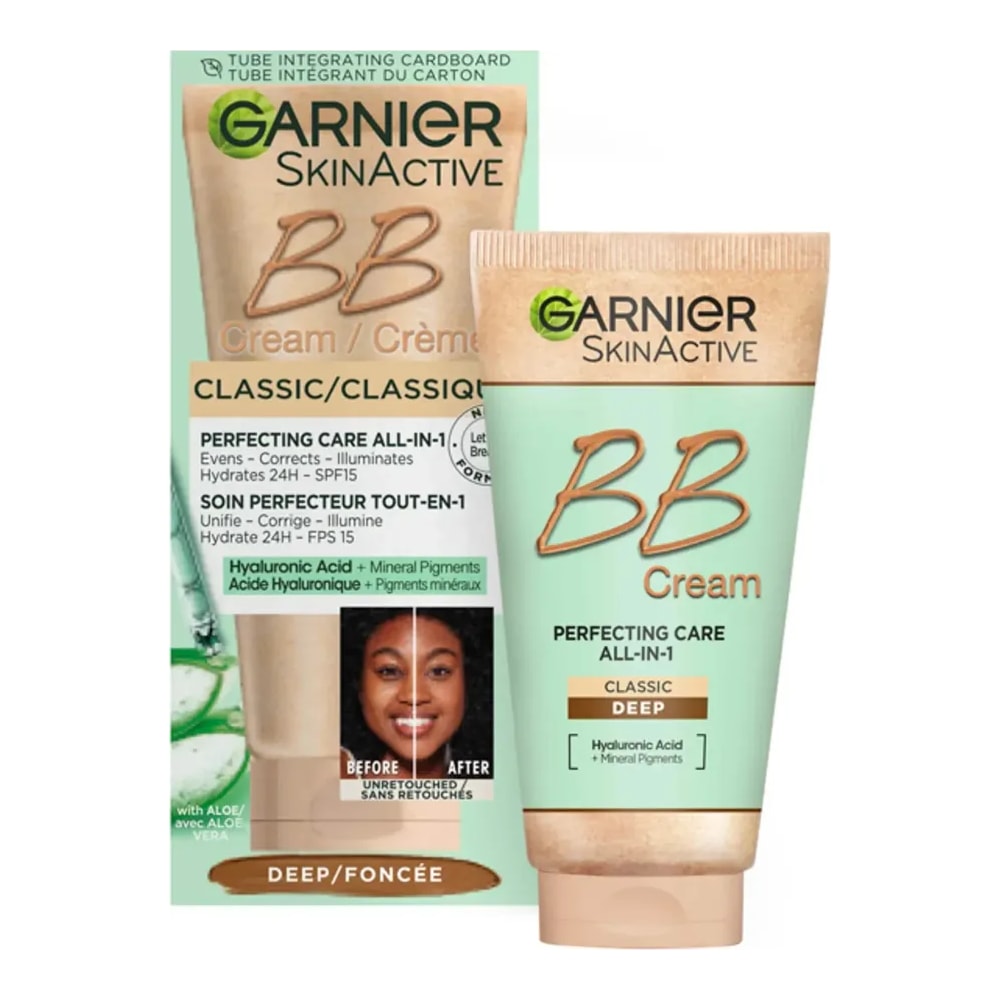 TUBE INTEGRATING CARDBOARD
TUBE INTÉGRANT DU CARTON
GARNIER
SKINACTIVE
BB
Cream / Crème
CLASSIC/CLASSIQU
PERFECTING CARE ALL-IN-1
Evens – Corrects – Illuminates
Hydrates 24H – SPF15
SOIN PERFECTEUR TOUT-EN-1
Unifie – Corrige – Illumine
Hydrate 24H – FPS 15
Hyaluronic Acid + Mineral Pigments
Acide Hyaluronique + Pigments minéraux
BEFORE AFTER
UNRETOUCHED/
SANS RETOUCHÉS
with ALOE/
avec ALOE
VERA
DEEP/FONCÉE
GARNIER
SKINACTIVE
BB
Cream
PERFECTING CARE
ALL-IN-1
CLASSIC
DEEP
Hyaluronic Acid
+ Mineral Pigments